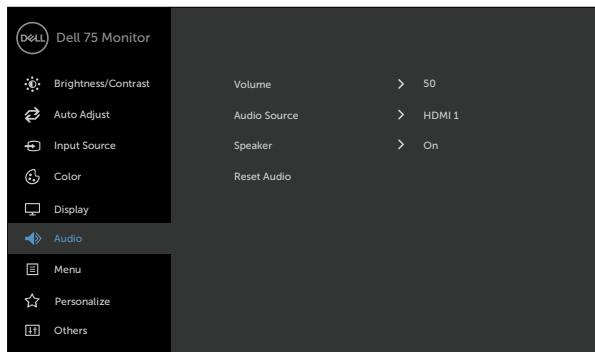 DELL Dell 75 Monitor
Brightness/Contrast Volume 50
Auto Adjust Audio Source HDMI 1
Input Source Speaker On
Color Reset Audio
Display
Audio
Menu
Personalize
Others